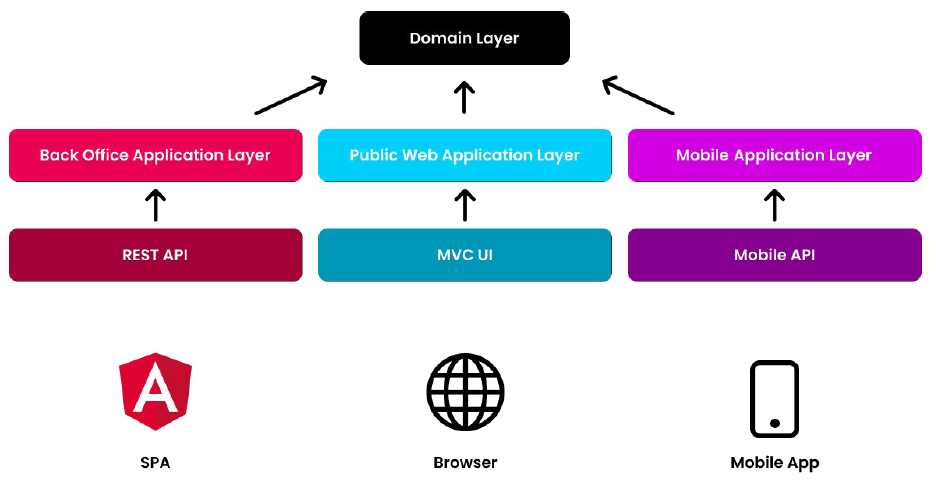 Domain Layer
Back Office Application Layer
Public Web Application Layer
Mobile Application Layer
REST API
MVC UI
Mobile API
SPA
Browser
Mobile App